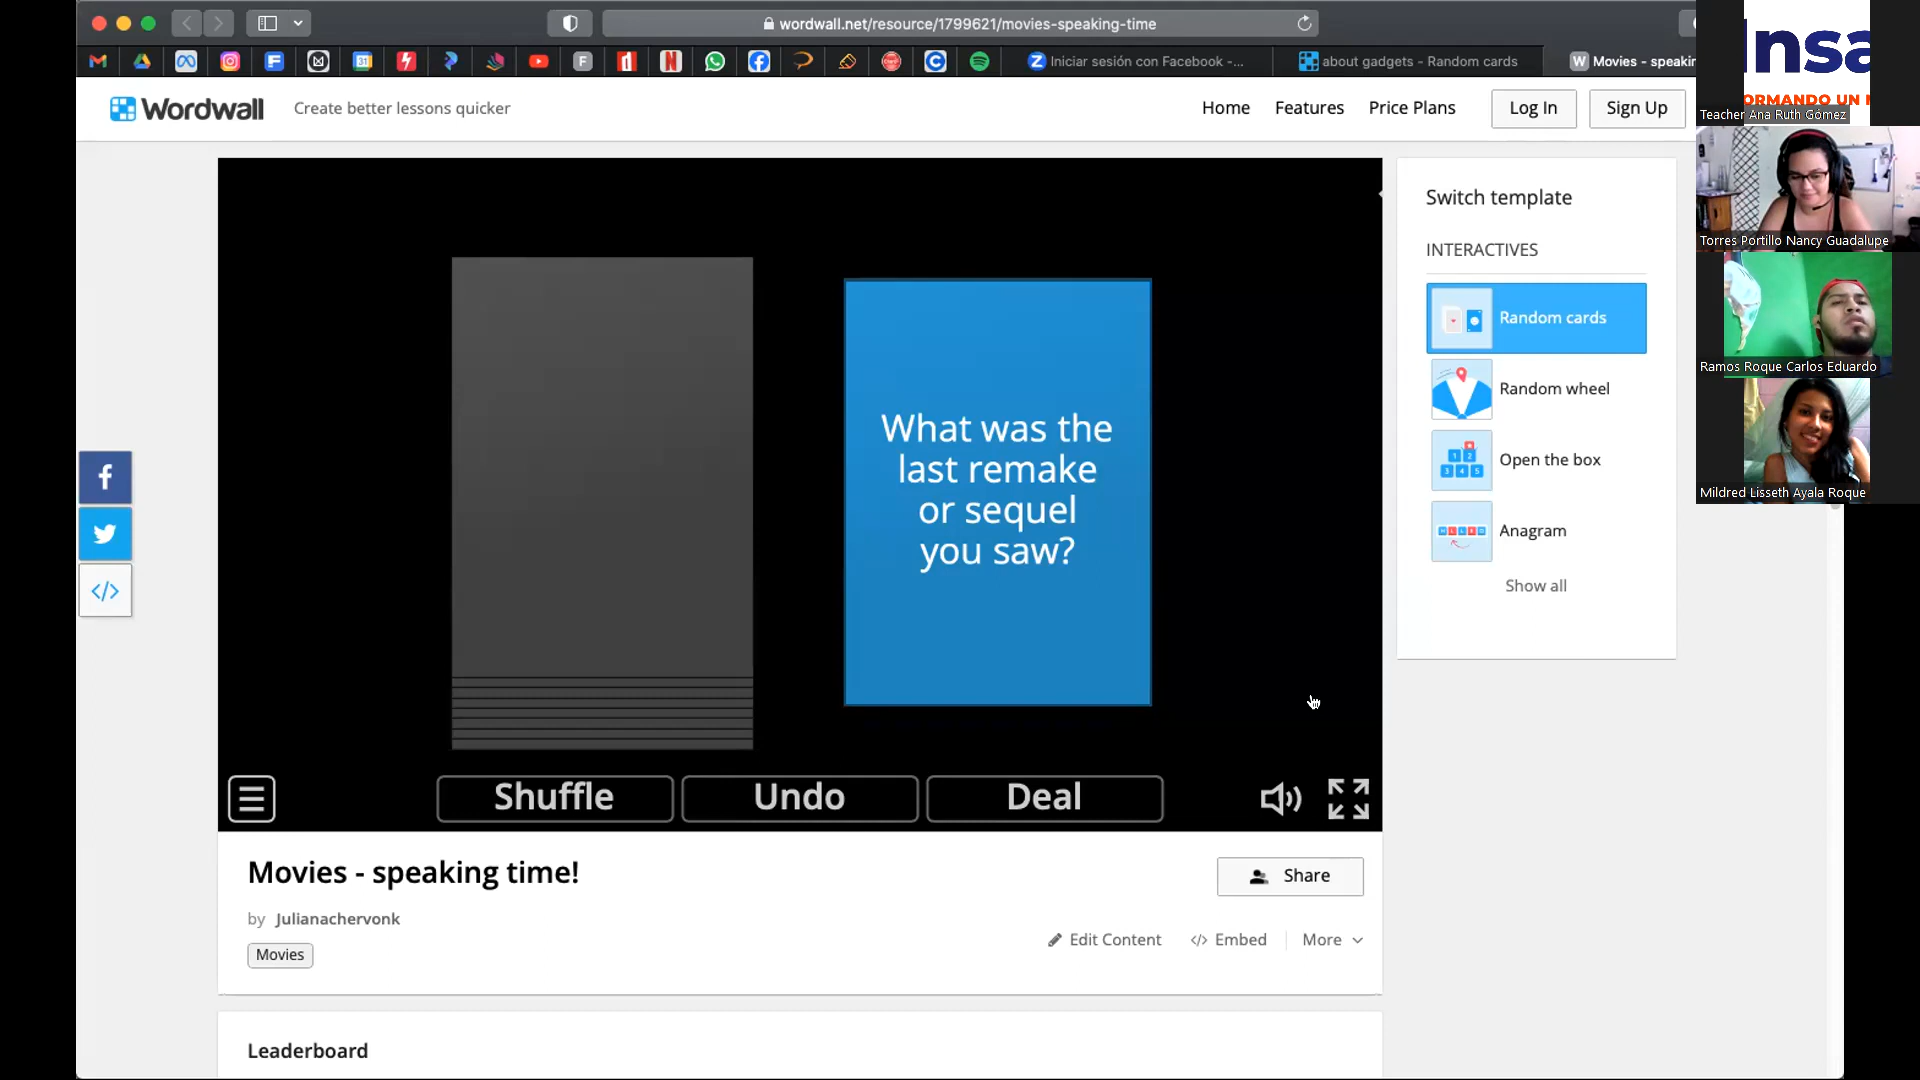 wordwall.net/resource/1799621/movies-speaking-time
Iniciar sesión con Facebook -...
about gadgets - Random cards
Movies - speakin
Wordwall
Create better lessons quicker
Home
Features
Price Plans
Log In
Sign Up
Insa
ORMANDO UN
Teacher Ana Ruth Gómez
Torres Portillo Nancy Guadalupe
Ramos Roque Carlos Eduardo
Mildred Lisseth Ayala Roque
What was the
last remake
or sequel
you saw?
Switch template
INTERACTIVES
Random cards
Random wheel
Open the box
Anagram
Show all
Shuffle
Undo
Deal
Movies - speaking time!
Share
by Julianachervonk
Movies
Edit Content
Embed
More
Leaderboard